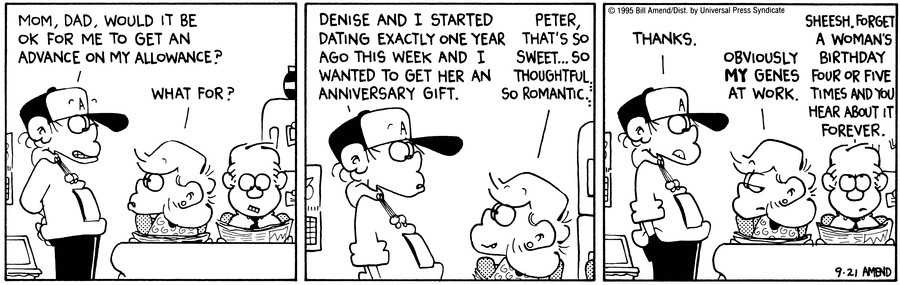 MOM, DAD, WOULD IT BE
OK FOR ME TO GET AN
ADVANCE ON MY ALLOWANCE?
WHAT FOR?
A
DENISE AND I STARTED
DATING EXACTLY ONE YEAR
AGO THIS WEEK AND I
WANTED TO GET HER AN
ANNIVERSARY GIFT.
PETER,
THAT'S SO
SWEET... SO
THOUGHTFUL...
SO ROMANTIC...
A
© 1995 Bill Amend/Dist. by Universal Press Syndicate
THANKS.
OBVIOUSLY
MY GENES
AT WORK.
SHEESH. FORGET
A WOMAN'S
BIRTHDAY
FOUR OR FIVE
TIMES AND YOU
HEAR ABOUT IT
FOREVER.
A
9-21 AMEND